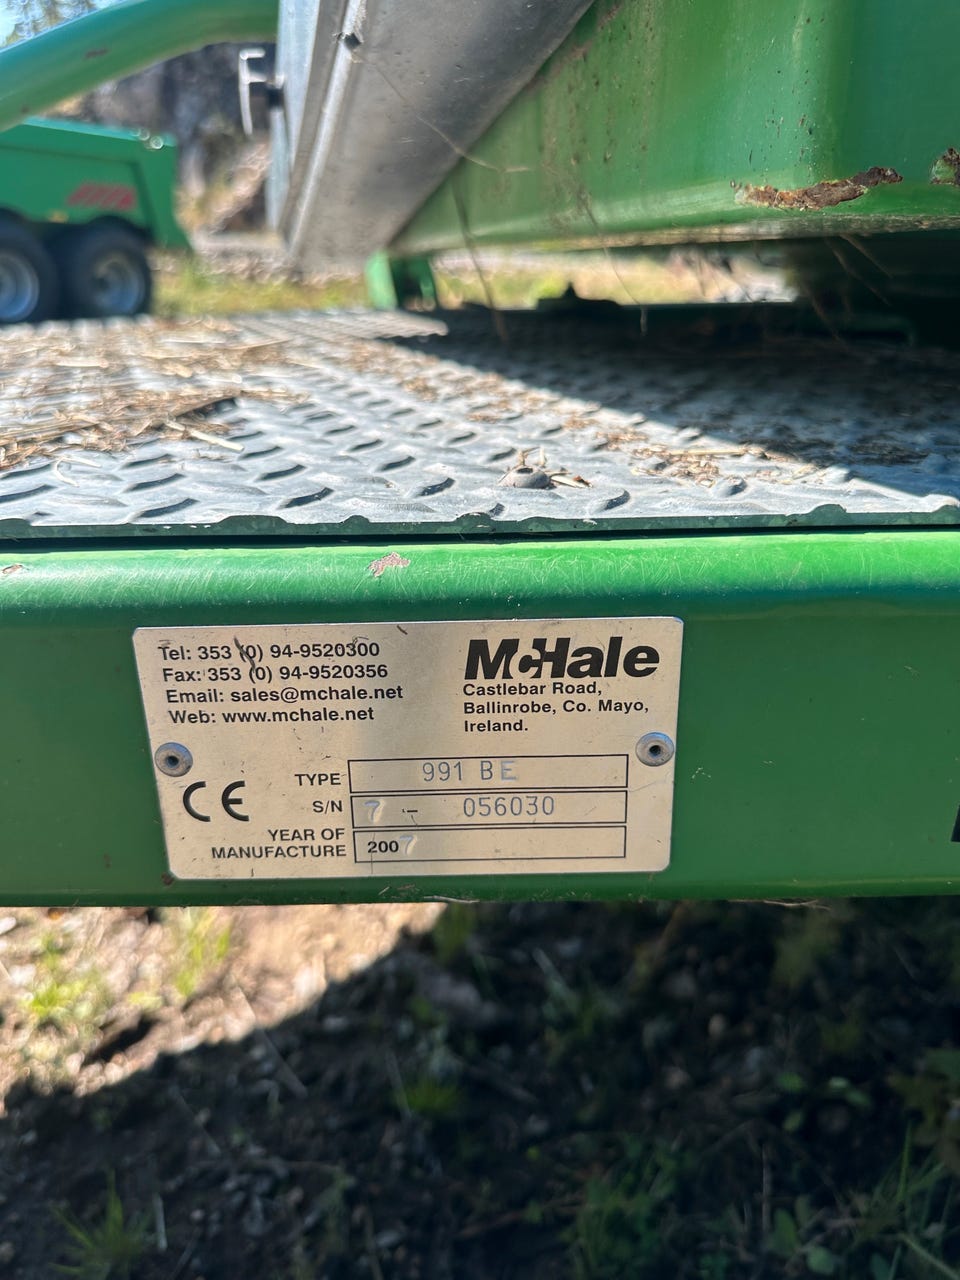 Tel: 353 (0) 94-9520300
Fax: 353 (0) 94-9520356
Email: sales@mchale.net
Web: www.mchale.net
McHale
Castlebar Road,
Ballinrobe, Co. Mayo,
Ireland.
CE
TYPE 991 BE
S/N 7 - 056030
YEAR OF
MANUFACTURE 2007